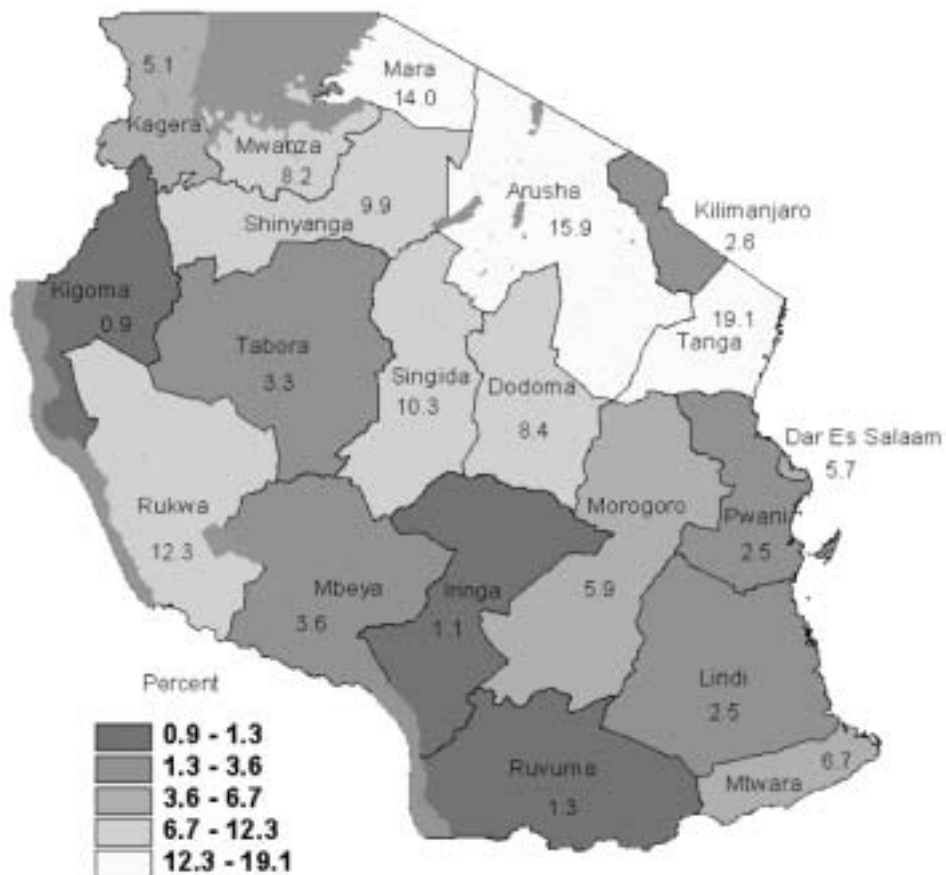 5.1
Kagera
Mara
14.0
Mwanza
8.2
9.9
Shinyanga
Arusha
15.9
Kilimanjaro
2.6
Kigoma
0.9
Tabora
3.3
Singida
10.3
Dodoma
8.4
19.1
Tanga
Dar Es Salaam
5.7
Rukwa
12.3
Morogoro
5.9
Pwani
2.5
Mbeya
3.6
Iringa
1.1
Lindi
2.5
Ruvuma
1.3
6.7
Mtwara
Percent
0.9 - 1.3
1.3 - 3.6
3.6 - 6.7
6.7 - 12.3
12.3 - 19.1